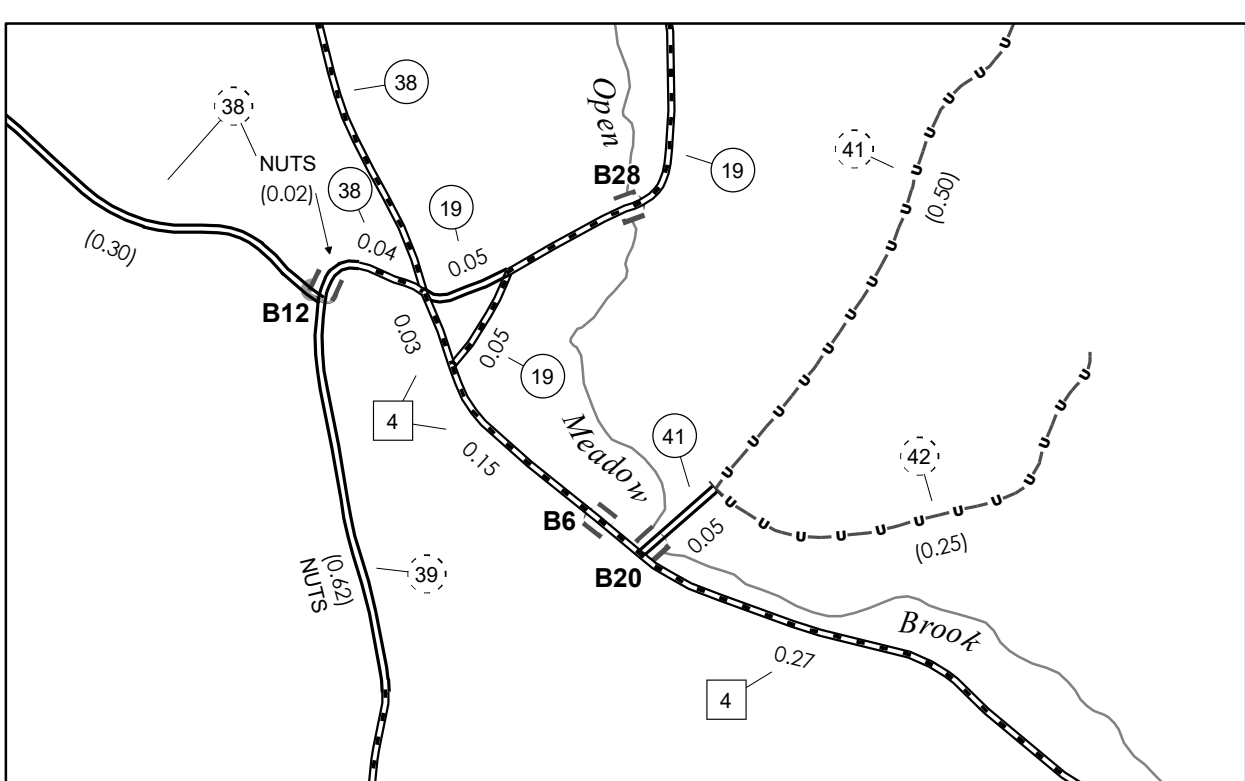 38
38
NUTS
(0.02)
38
19
Open
B28
19
41
(0.50)
(0.30)
0.04
0.05
B12
0.03
0.05
19
4
0.15
Meadow
41
42
B6
0.05
(0.25)
B20
(0.62)
NUTS
39
Brook
0.27
4
U U U U U U U U U U U U U U U U
U U U U U U U U U U U U U